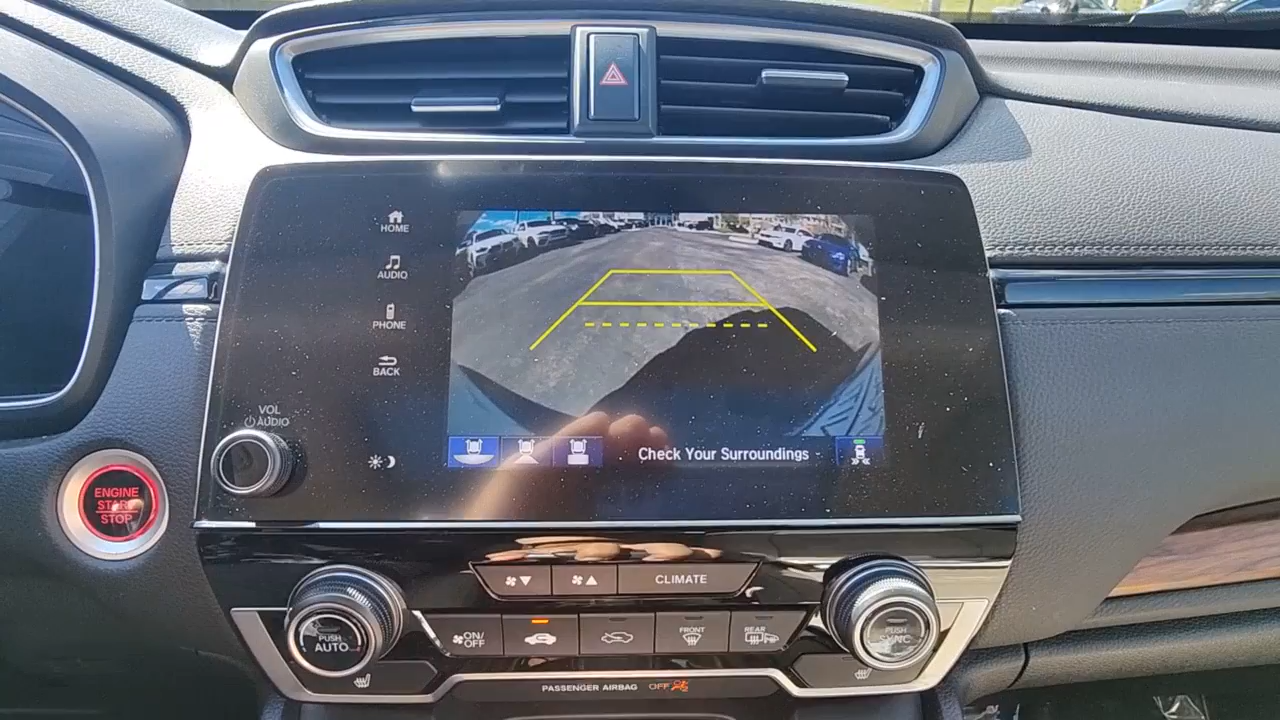 HOME
AUDIO
PHONE
BACK
VOL
AUDIO
Check Your Surroundings
ENGINE
START
STOP
CLIMATE
PUSH
AUTO
ON/
OFF
FRONT
REAR
PUSH
SYNC
PASSENGER AIRBAG OFF